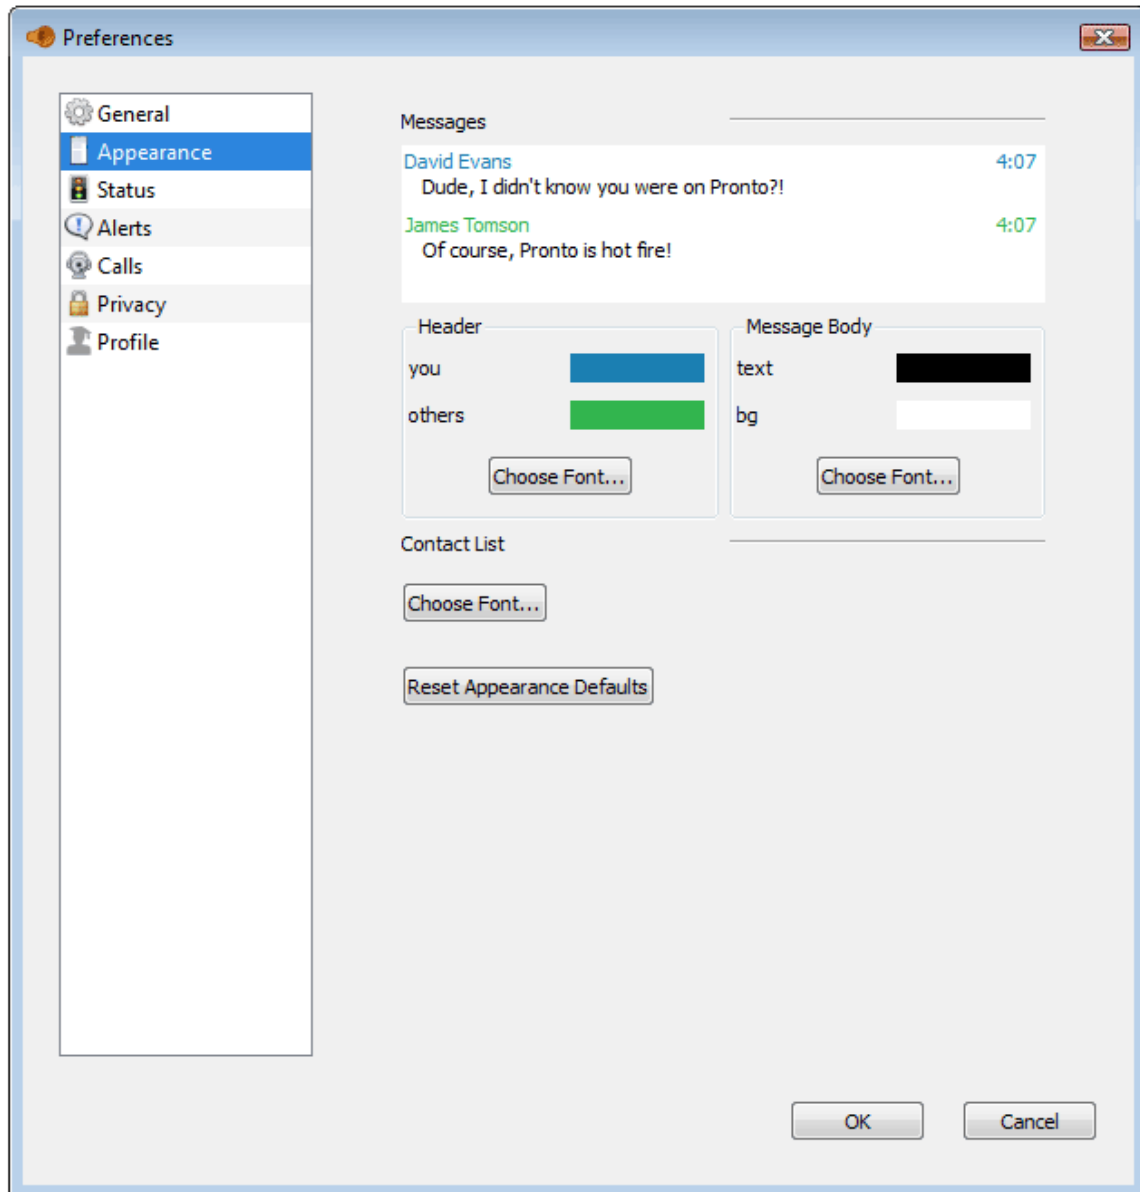 Preferences
General
Appearance
Status
Alerts
Calls
Privacy
Profile
Messages
David Evans 4:07
Dude, I didn't know you were on Pronto?!
James Tomson 4:07
Of course, Pronto is hot fire!
Header
you
others
Choose Font...
Message Body
text
bg
Choose Font...
Contact List
Choose Font...
Reset Appearance Defaults
OK Cancel